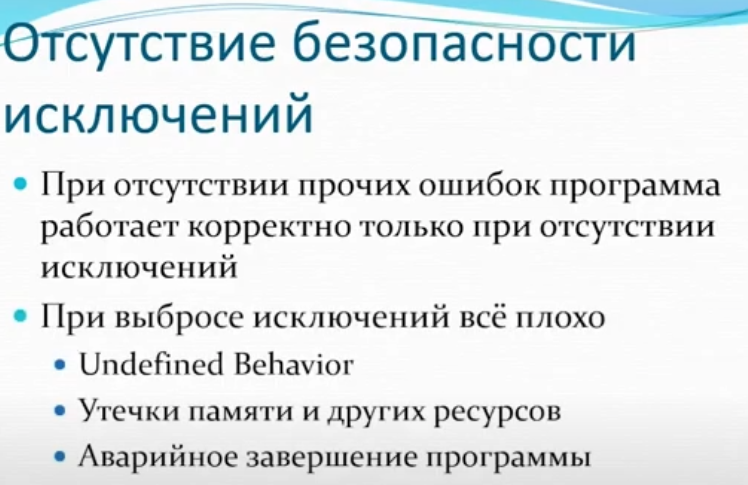 Отсутствие безопасности
исключений
• При отсутствии прочих ошибок программа
работает корректно только при отсутствии
исключений
• При выбросе исключений всё плохо
• Undefined Behavior
• Утечки памяти и других ресурсов
• Аварийное завершение программы